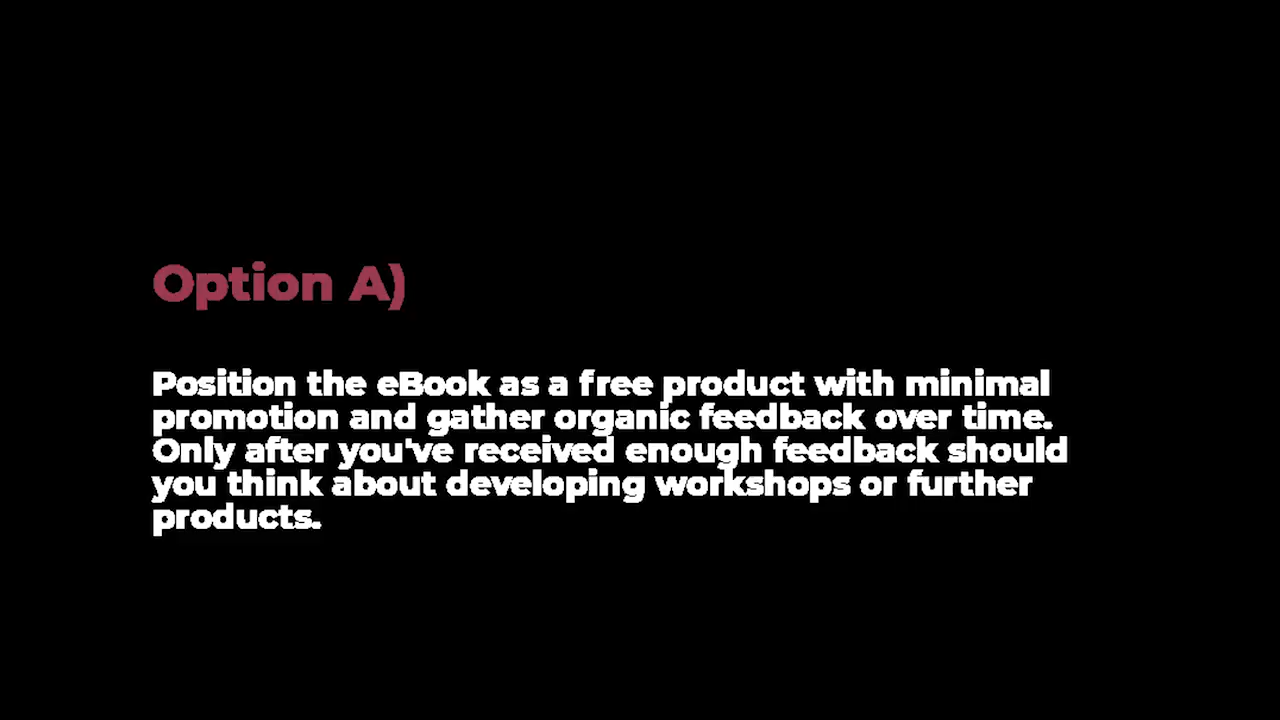 Option A)
Position the eBook as a free product with minimal
promotion and gather organic feedback over time.
Only after you've received enough feedback should
you think about developing workshops or further
products.